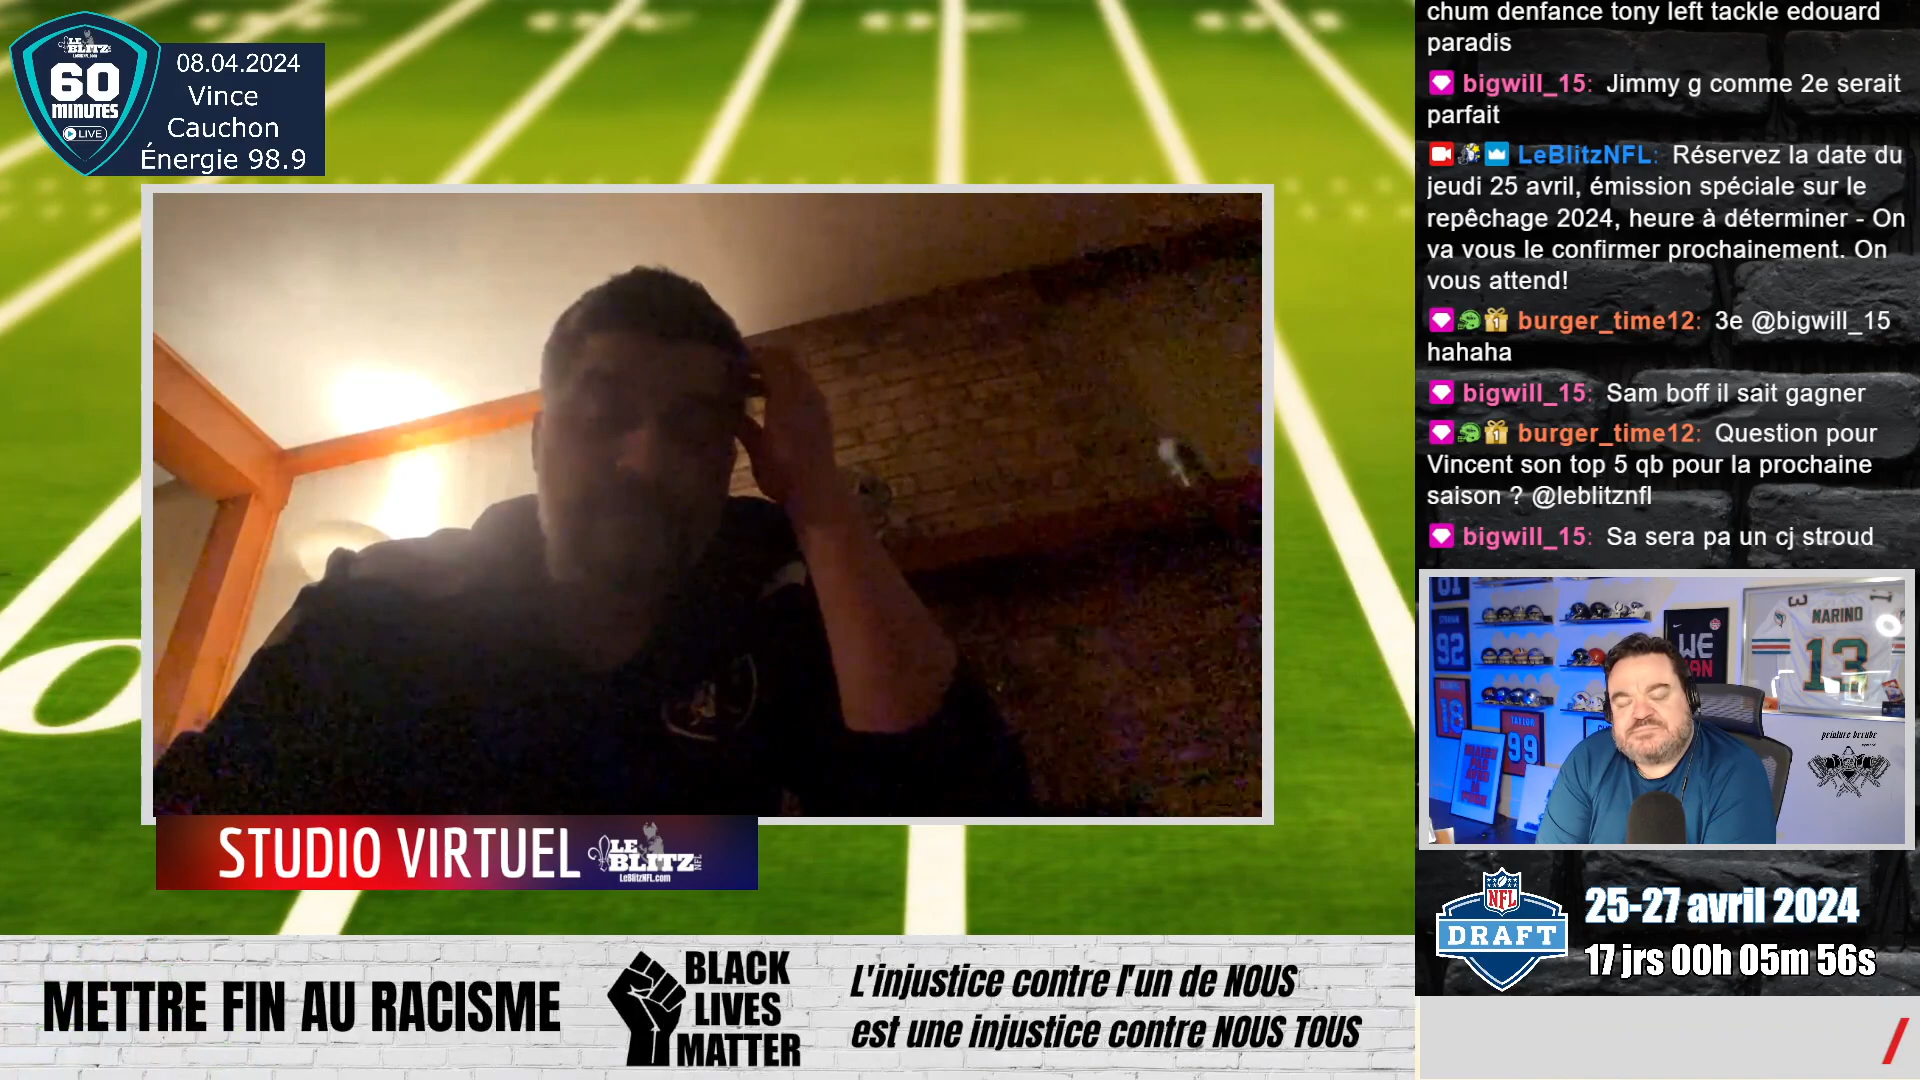 LE
BLITZ
60
MINUTES
LIVE
08.04.2024
Vince
Cauchon
Énergie 98.9
STUDIO VIRTUEL
LE
BLITZ
NFL
LeBlitzNFL.com
METTRE FIN AU RACISME
BLACK
LIVES
MATTER
L'injustice contre l'un de NOUS
est une injustice contre NOUS TOUS
chum denfance tony left tackle edouard
paradis
bigwill_15: Jimmy g comme 2e serait
parfait
LeBlitzNFL: Réservez la date du
jeudi 25 avril, émission spéciale sur le
repêchage 2024, heure à déterminer - On
va vous le confirmer prochainement. On
vous attend!
burger_time12: 3e @bigwill_15
hahaha
bigwill_15: Sam boff il sait gagner
burger_time12: Question pour
Vincent son top 5 qb pour la prochaine
saison ? @leblitznfl
bigwill_15: Sa sera pa un cj stroud
92
18
TAYLOR
99
WE
MARINO
13
peinture berube
NFL
DRAFT
25-27 avril 2024
17 jrs 00h 05m 56s
/